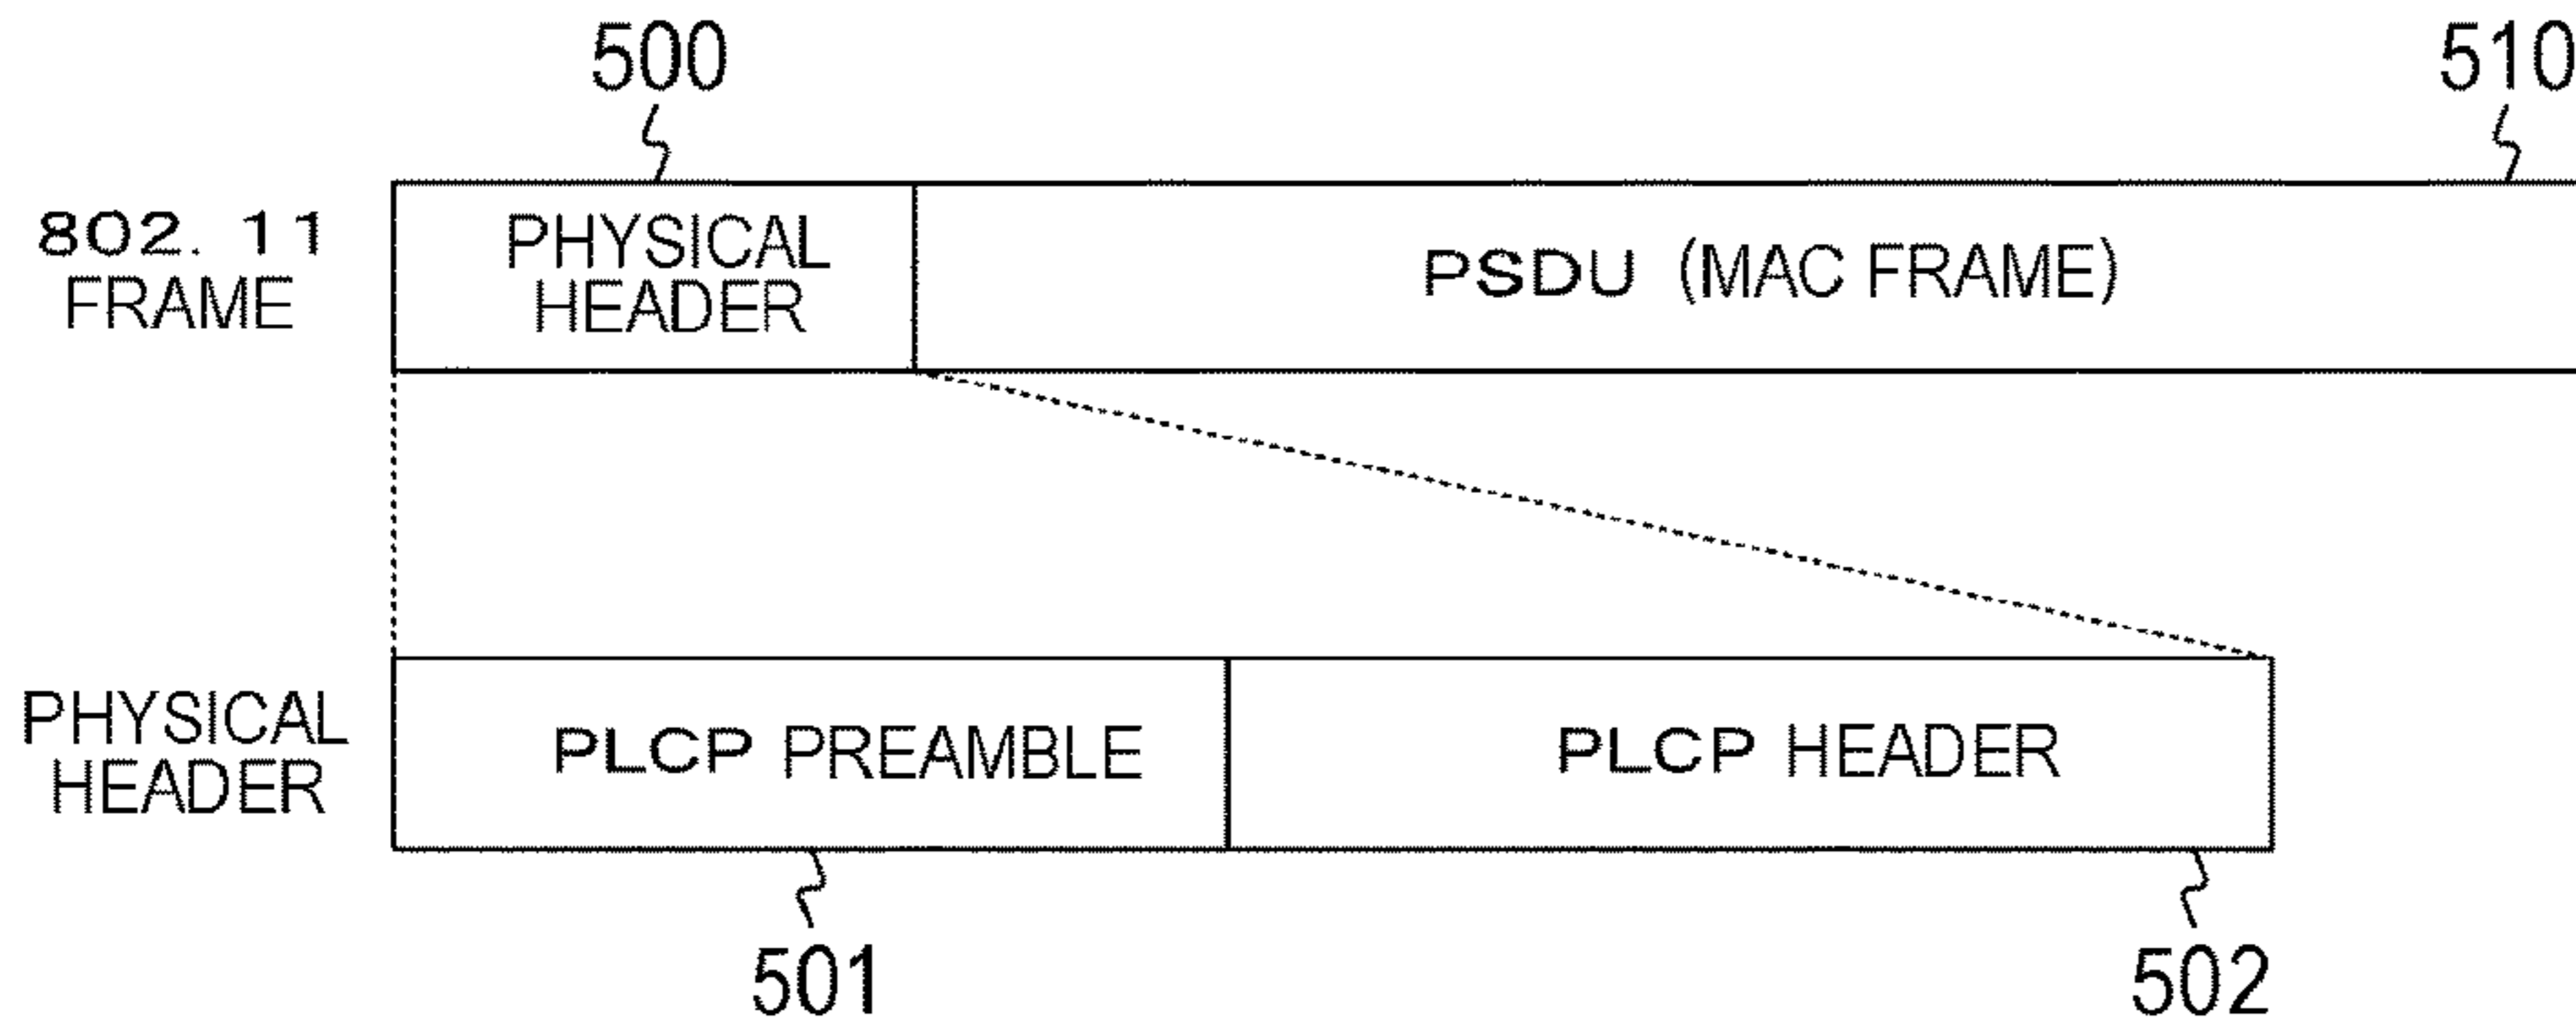 500
510
802. 11
FRAME
PHYSICAL
HEADER
PSDU (MAC FRAME)
PHYSICAL
HEADER
PLCP PREAMBLE
PLCP HEADER
501
502